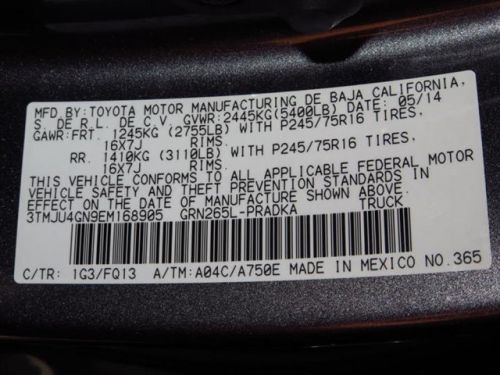 MFD.BY:TOYOTA MOTOR MANUFACTURING DE BAJA CALIFORNIA,
S. DE R.L. DE C.V. GVWR:2445KG(5400LB) DATE: 05/14
GAWR:FRT. 1245KG (2755LB) WITH P245/75R16 TIRES,
16X7J RIMS.
RR. 1410KG (3110LB) WITH P245/75R16 TIRES,
16X7J RIMS.
THIS VEHICLE CONFORMS TO ALL APPLICABLE FEDERAL MOTOR
VEHICLE SAFETY AND THEFT PREVENTION STANDARDS IN
EFFECT ON THE DATE OF MANUFACTURE SHOWN ABOVE.
3TMJU4GN9EM168905 GRN265L-PRADKA TRUCK
C/TR: 1G3/FQ13 A/TM:A04C/A750E MADE IN MEXICO NO.365